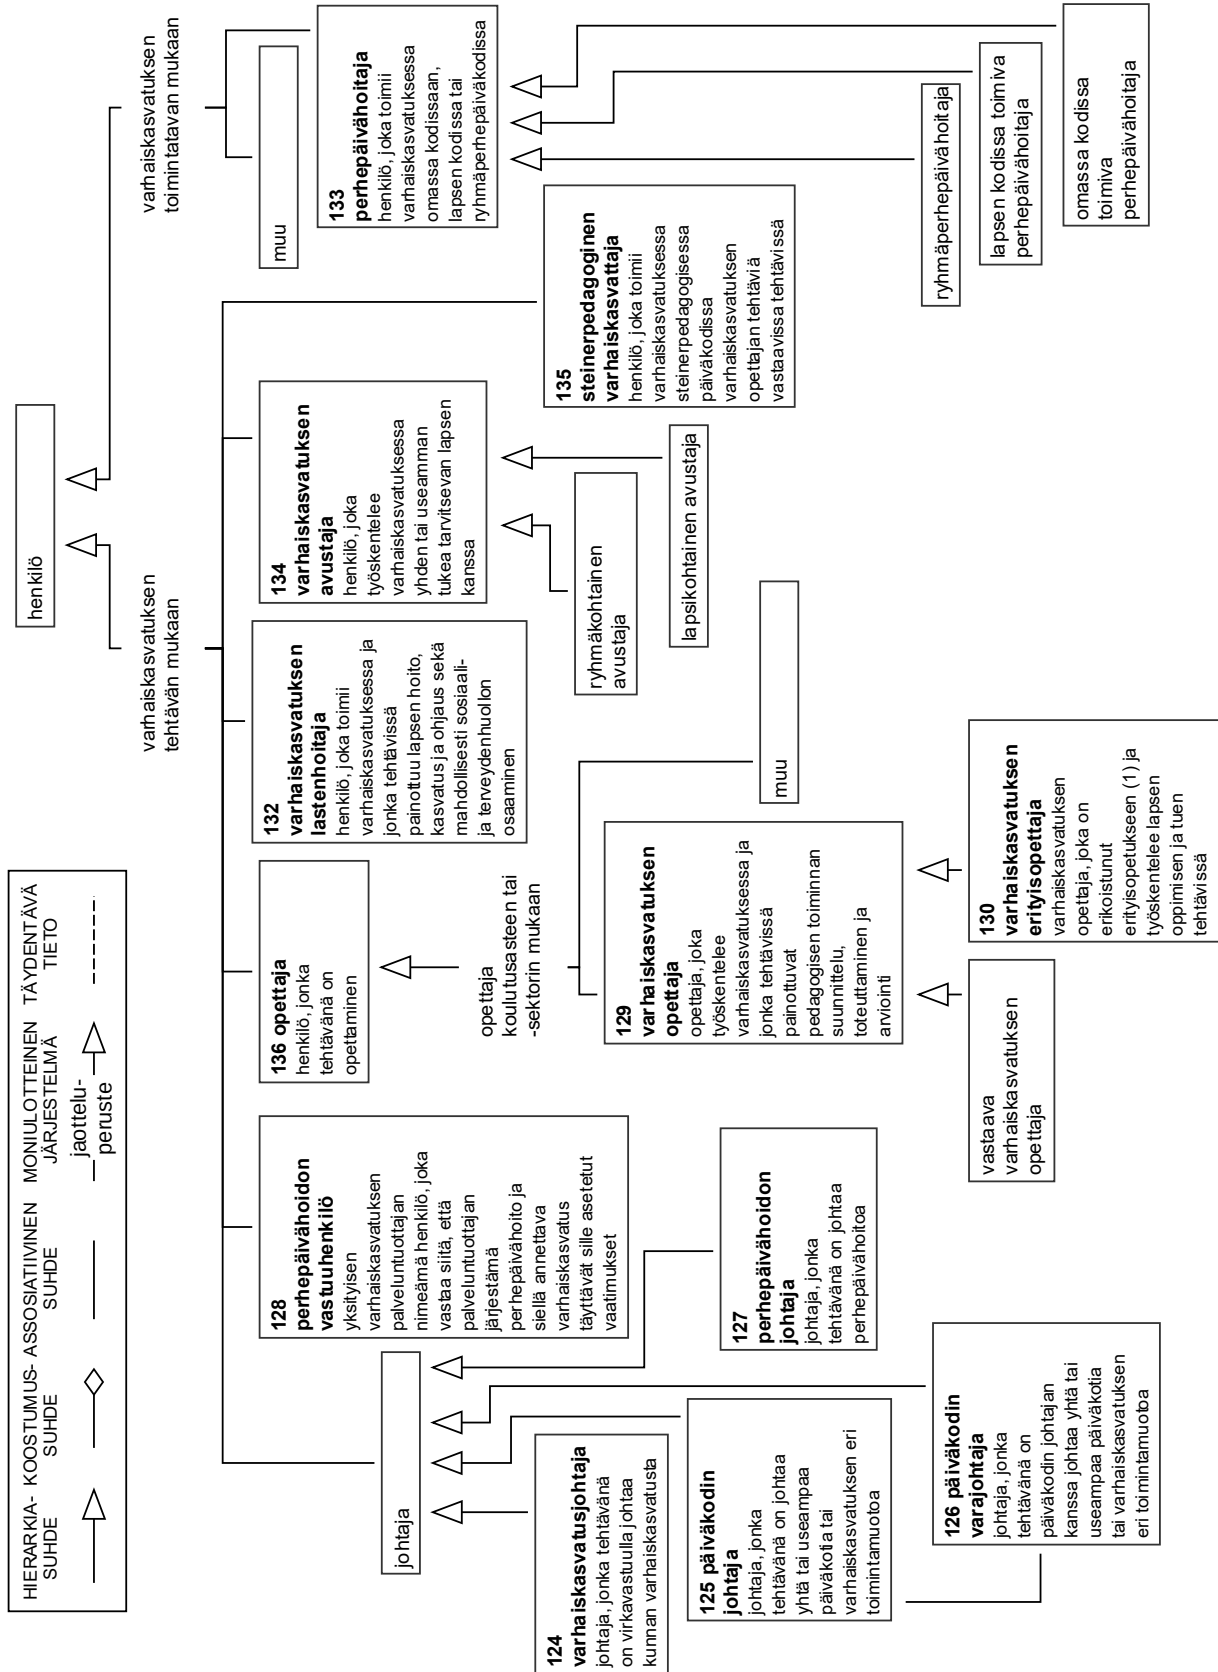 HIERARKIA-
SUHDE
KOOSTUMUS-
SUHDE
ASSOSIATIIVINEN
SUHDE
MONIULOTTEINEN
JÄRJESTELMÄ
jaottelu-
peruste
TÄYDENTÄVÄ
TIETO
henkilö
varhaiskasvatuksen
tehtävän mukaan
varhaiskasvatuksen
toimintatavan mukaan
johtaja
128
perhepäivähoidon
vastuuhenkilö
yksityisen
varhaiskasvatuksen
palveluntuottajan
nimeämä henkilö, joka
vastaa siitä, että
palveluntuottajan
järjestämä
perhepäivähoito ja
siellä annettava
varhaiskasvatus
täyttävät sille asetetut
vaatimukset
136 opettaja
henkilö, jonka
tehtävänä on
opettaminen
132
varhaiskasvatuksen
lastenhoitaja
henkilö, joka toimii
varhaiskasvatuksessa ja
jonka tehtävissä
painottuu lapsen hoito,
kasvatus ja ohjaus sekä
mahdollisesti sosiaali-
ja terveydenhuollon
osaaminen
134
varhaiskasvatuksen
avustaja
henkilö, joka
työskentelee
varhaiskasvatuksessa
yhden tai useamman
tukea tarvitsevan lapsen
kanssa
muu
133
perhepäivähoitaja
henkilö, joka toimii
varhaiskasvatuksessa
omassa kodissaan,
lapsen kodissa tai
ryhmäperhepäiväkodissa
opettaja
koulutusasteen tai
-sektorin mukaan
124
varhaiskasvatusjohtaja
johtaja, jonka tehtävänä
on virkavastuulla johtaa
kunnan varhaiskasvatusta
125 päiväkodin
johtaja
johtaja, jonka
tehtävänä on johtaa
yhtä tai useampaa
päiväkotia tai
varhaiskasvatuksen eri
toimintamuotoa
127
perhepäivähoidon
johtaja
johtaja, jonka
tehtävänä on johtaa
perhepäivähoitoa
129
varhaiskasvatuksen
opettaja
opettaja, joka
työskentelee
varhaiskasvatuksessa ja
jonka tehtävissä
painottuvat
pedagogisen toiminnan
suunnittelu,
toteuttaminen ja
arviointi
muu
ryhmäkohtainen
avustaja
lapsikohtainen avustaja
135
steinerpedagoginen
varhaiskasvattaja
henkilö, joka toimii
varhaiskasvatuksessa
steinerpedagogisessa
päiväkodissa
varhaiskasvatuksen
opettajan tehtäviä
vastaavissa tehtävissä
126 päiväkodin
varajohtaja
johtaja, jonka
tehtävänä on
päiväkodin johtajan
kanssa johtaa yhtä tai
useampaa päiväkotia
tai varhaiskasvatuksen
eri toimintamuotoa
vastaava
varhaiskasvatuksen
opettaja
130
varhaiskasvatuksen
erityisopettaja
varhaiskasvatuksen
opettaja, joka on
erikoistunut
erityisopetukseen (1) ja
työskentelee lapsen
oppimisen ja tuen
tehtävissä
ryhmäperhepäivähoitaja
lapsen kodissa toimiva
perhepäivähoitaja
omassa kodissa
toimiva
perhepäivähoitaja